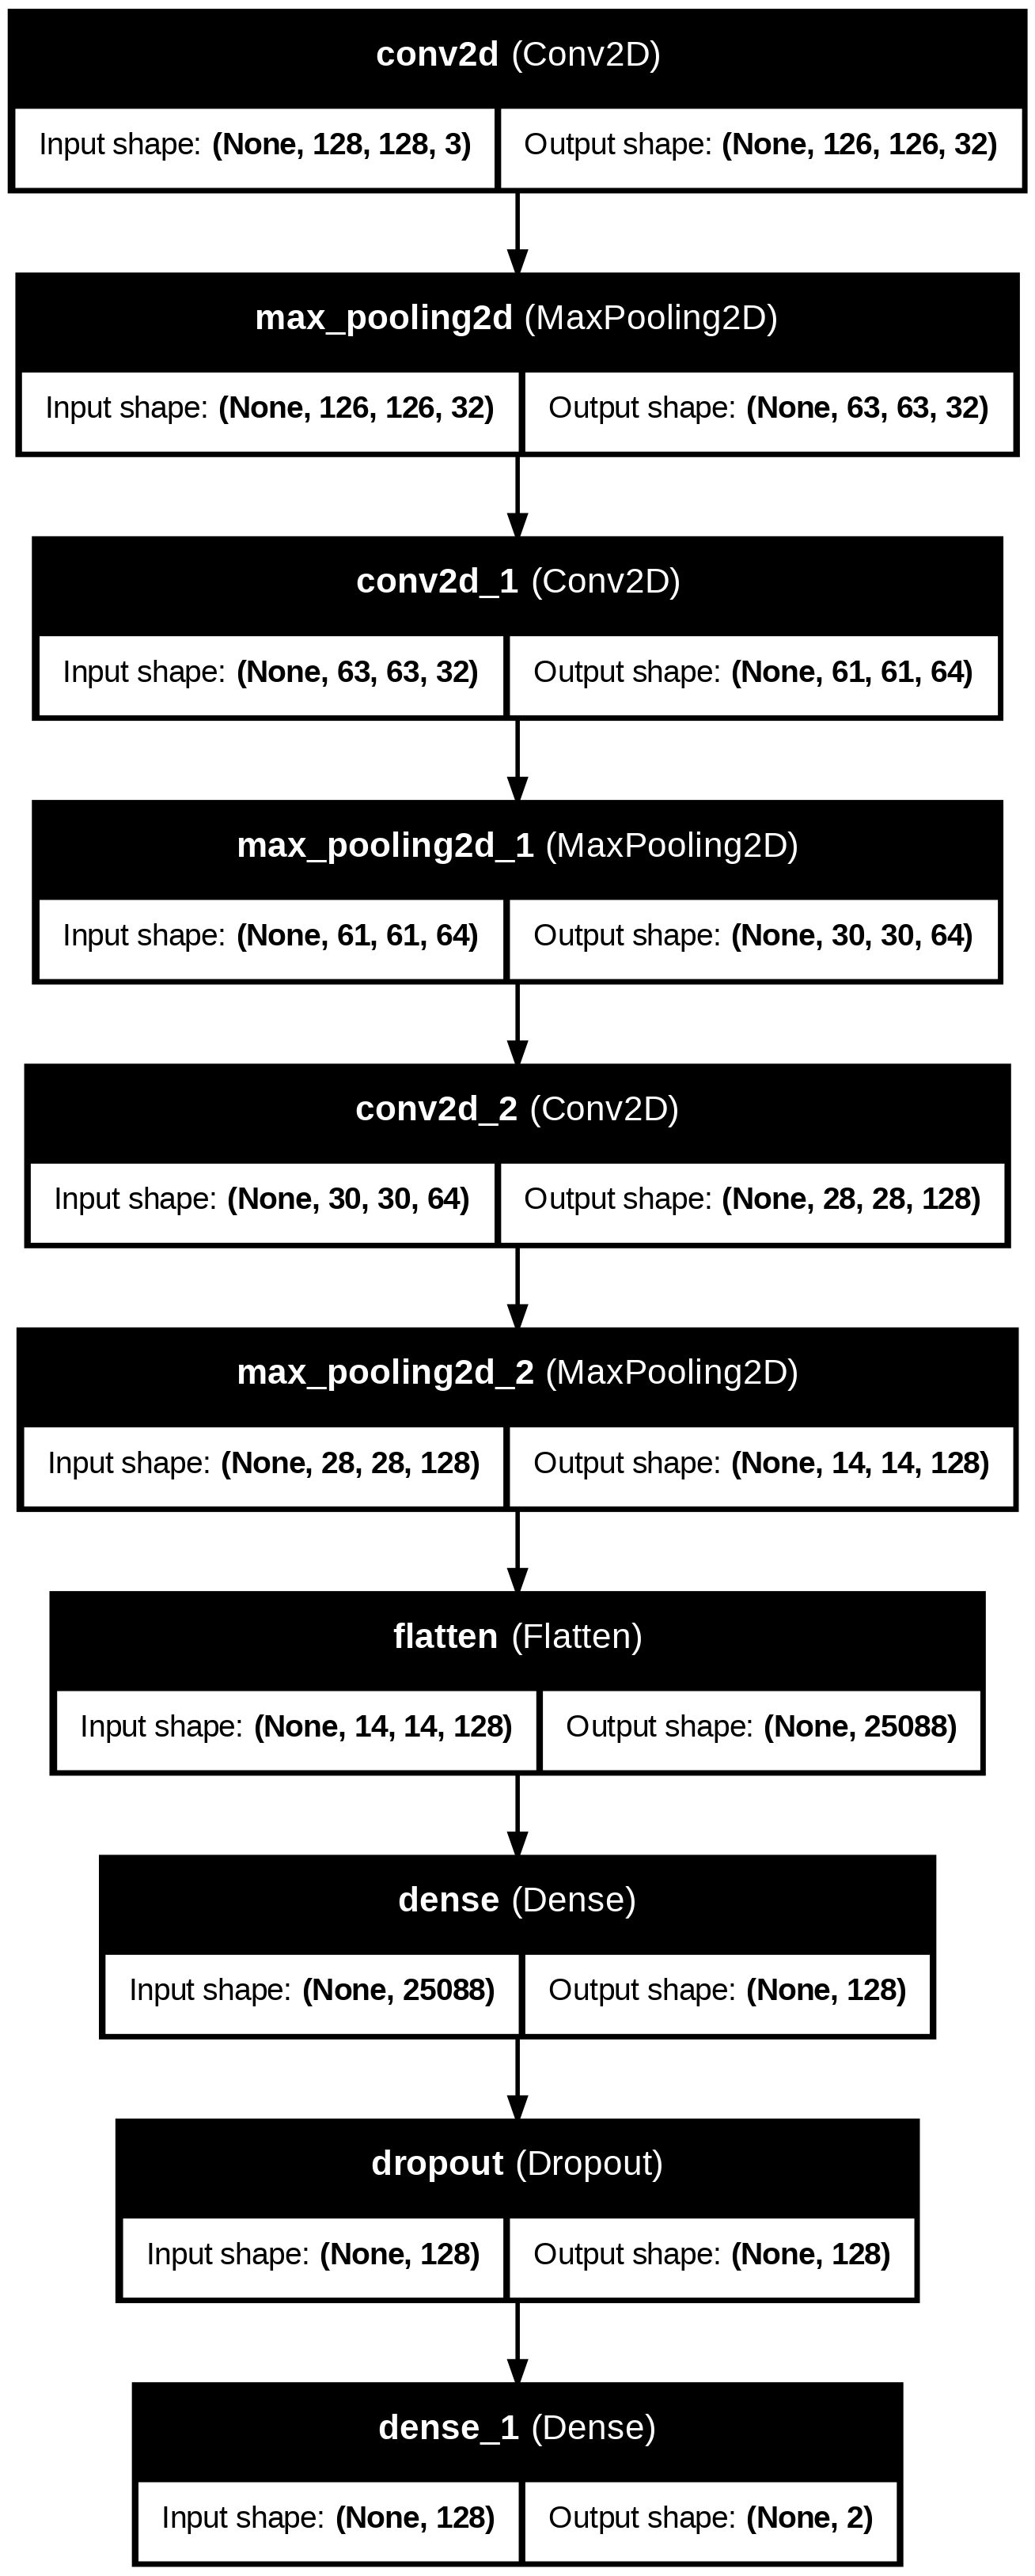 conv2d (Conv2D)
Input shape: (None, 128, 128, 3) Output shape: (None, 126, 126, 32)
max_pooling2d (MaxPooling2D)
Input shape: (None, 126, 126, 32) Output shape: (None, 63, 63, 32)
conv2d_1 (Conv2D)
Input shape: (None, 63, 63, 32) Output shape: (None, 61, 61, 64)
max_pooling2d_1 (MaxPooling2D)
Input shape: (None, 61, 61, 64) Output shape: (None, 30, 30, 64)
conv2d_2 (Conv2D)
Input shape: (None, 30, 30, 64) Output shape: (None, 28, 28, 128)
max_pooling2d_2 (MaxPooling2D)
Input shape: (None, 28, 28, 128) Output shape: (None, 14, 14, 128)
flatten (Flatten)
Input shape: (None, 14, 14, 128) Output shape: (None, 25088)
dense (Dense)
Input shape: (None, 25088) Output shape: (None, 128)
dropout (Dropout)
Input shape: (None, 128) Output shape: (None, 128)
dense_1 (Dense)
Input shape: (None, 128) Output shape: (None, 2)